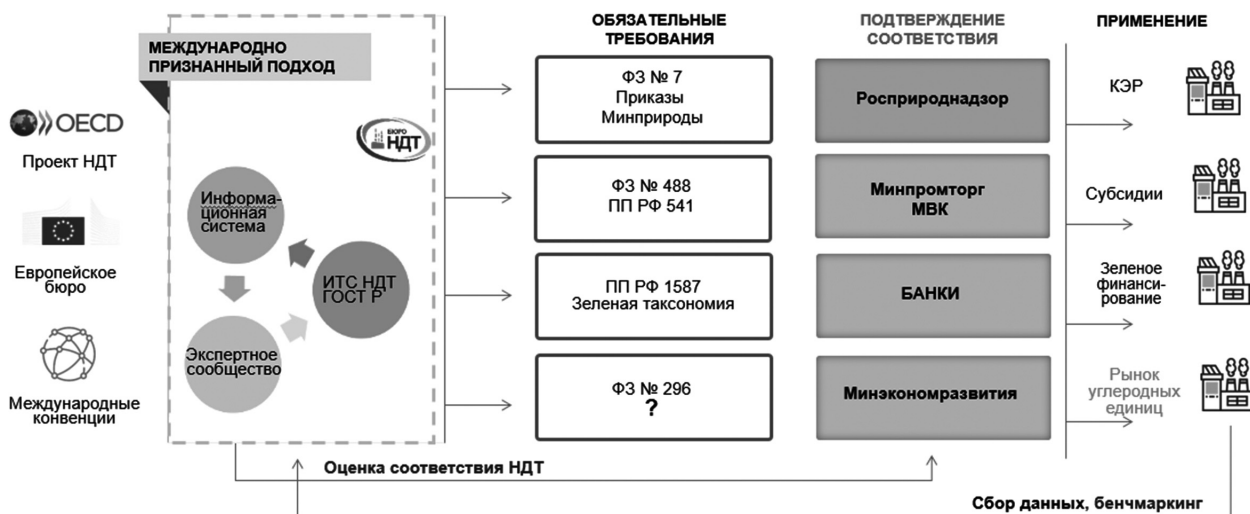 МЕЖДУНАРОДНО
ПРИЗНАННЫЙ ПОДХОД
OECD
Проект НДТ
Европейское
бюро
Международные
конвенции
БЮРО
НДТ
Информа-
ционная
система
ИТС НДТ
ГОСТ Р
Экспертное
сообщество
ОБЯЗАТЕЛЬНЫЕ
ТРЕБОВАНИЯ
ФЗ № 7
Приказы
Минприроды
ФЗ № 488
ПП РФ 541
ПП РФ 1587
Зеленая таксономия
ФЗ № 296
?
ПОДТВЕРЖДЕНИЕ
СООТВЕТСТВИЯ
Росприроднадзор
Минпромторг
МВК
БАНКИ
Минэкономразвития
ПРИМЕНЕНИЕ
КЭР
Субсидии
Зеленое
финанси-
рование
Рынок
углеродных
единиц
Оценка соответствия НДТ
Сбор данных, бенчмаркинг